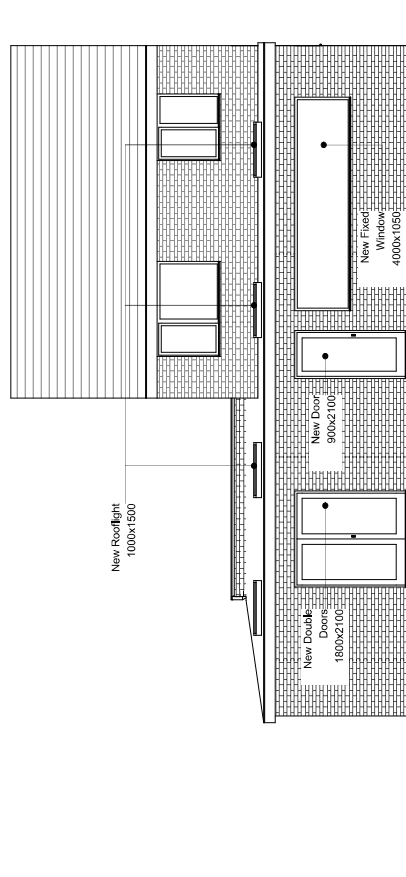 New Rooflight
1000x1500
New Double
Doors
1800x2100
New Door
900x2100
New Fixed
Window
4000x1050